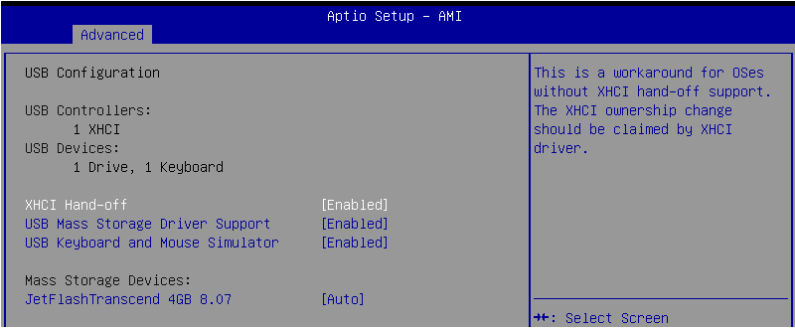 Aptio Setup – AMI
Advanced
USB Configuration
USB Controllers:
1 XHCI
USB Devices:
1 Drive, 1 Keyboard
XHCI Hand-off [Enabled]
USB Mass Storage Driver Support [Enabled]
USB Keyboard and Mouse Simulator [Enabled]
Mass Storage Devices:
JetFlashTranscend 4GB 8.07 [Auto]
This is a workaround for OSes
without XHCI hand-off support.
The XHCI ownership change
should be claimed by XHCI
driver.
→←: Select Screen